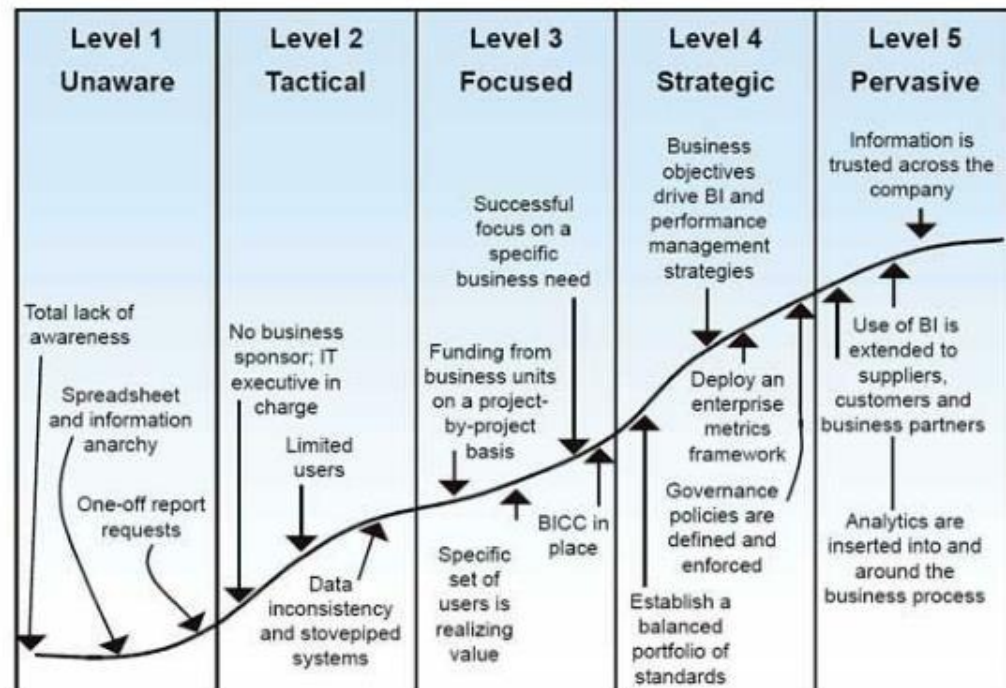 Level 1
Unaware
Total lack of
awareness
Spreadsheet
and information
anarchy
One-off report
requests
Level 2
Tactical
No business
sponsor; IT
executive in
charge
Limited
users
Data
inconsistency
and stovepiped
systems
Level 3
Focused
Successful
focus on a
specific
business need
Funding from
business units
on a project-
by-project
basis
Specific
set of
users is
realizing
value
BICC in
place
Level 4
Strategic
Business
objectives
drive BI and
performance
management
strategies
Deploy an
enterprise
metrics
framework
Governance
policies are
defined and
enforced
Establish a
balanced
portfolio of
standards
Level 5
Pervasive
Information is
trusted across the
company
Use of BI is
extended to
suppliers,
customers and
business partners
Analytics are
inserted into and
around the
business process